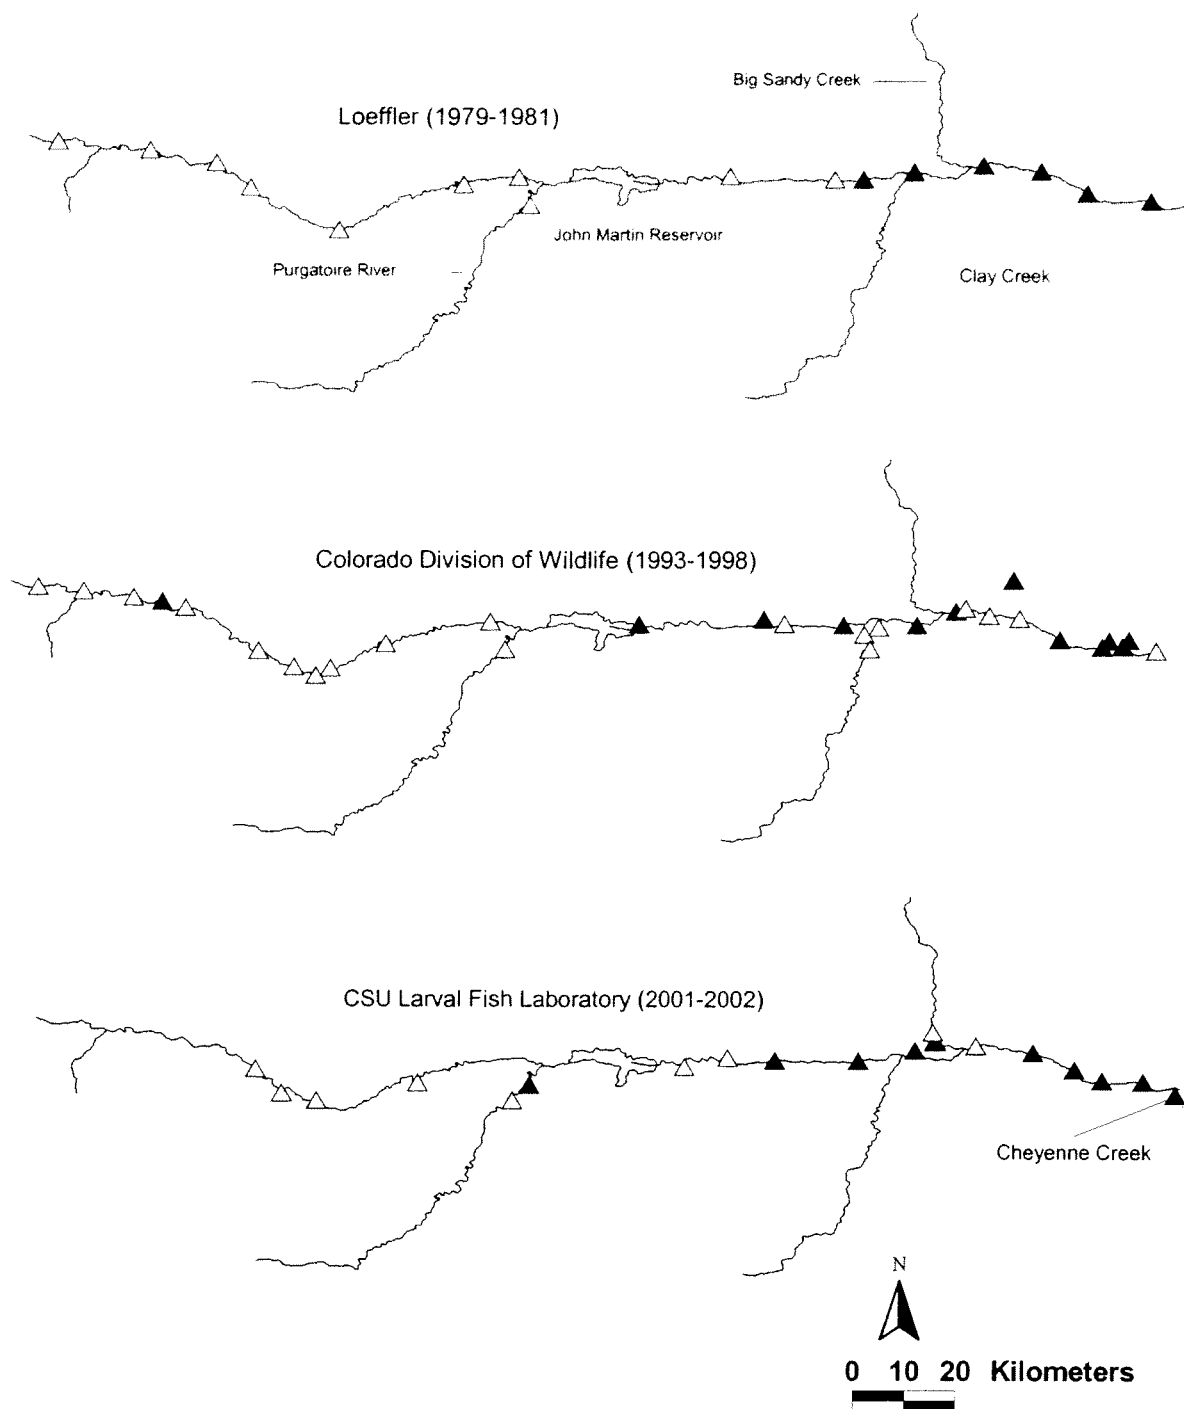 Big Sandy Creek
Loeffler (1979-1981)
John Martin Reservoir
Purgatoire River
Clay Creek
Colorado Division of Wildlife (1993-1998)
CSU Larval Fish Laboratory (2001-2002)
Cheyenne Creek
N
0 10 20 Kilometers